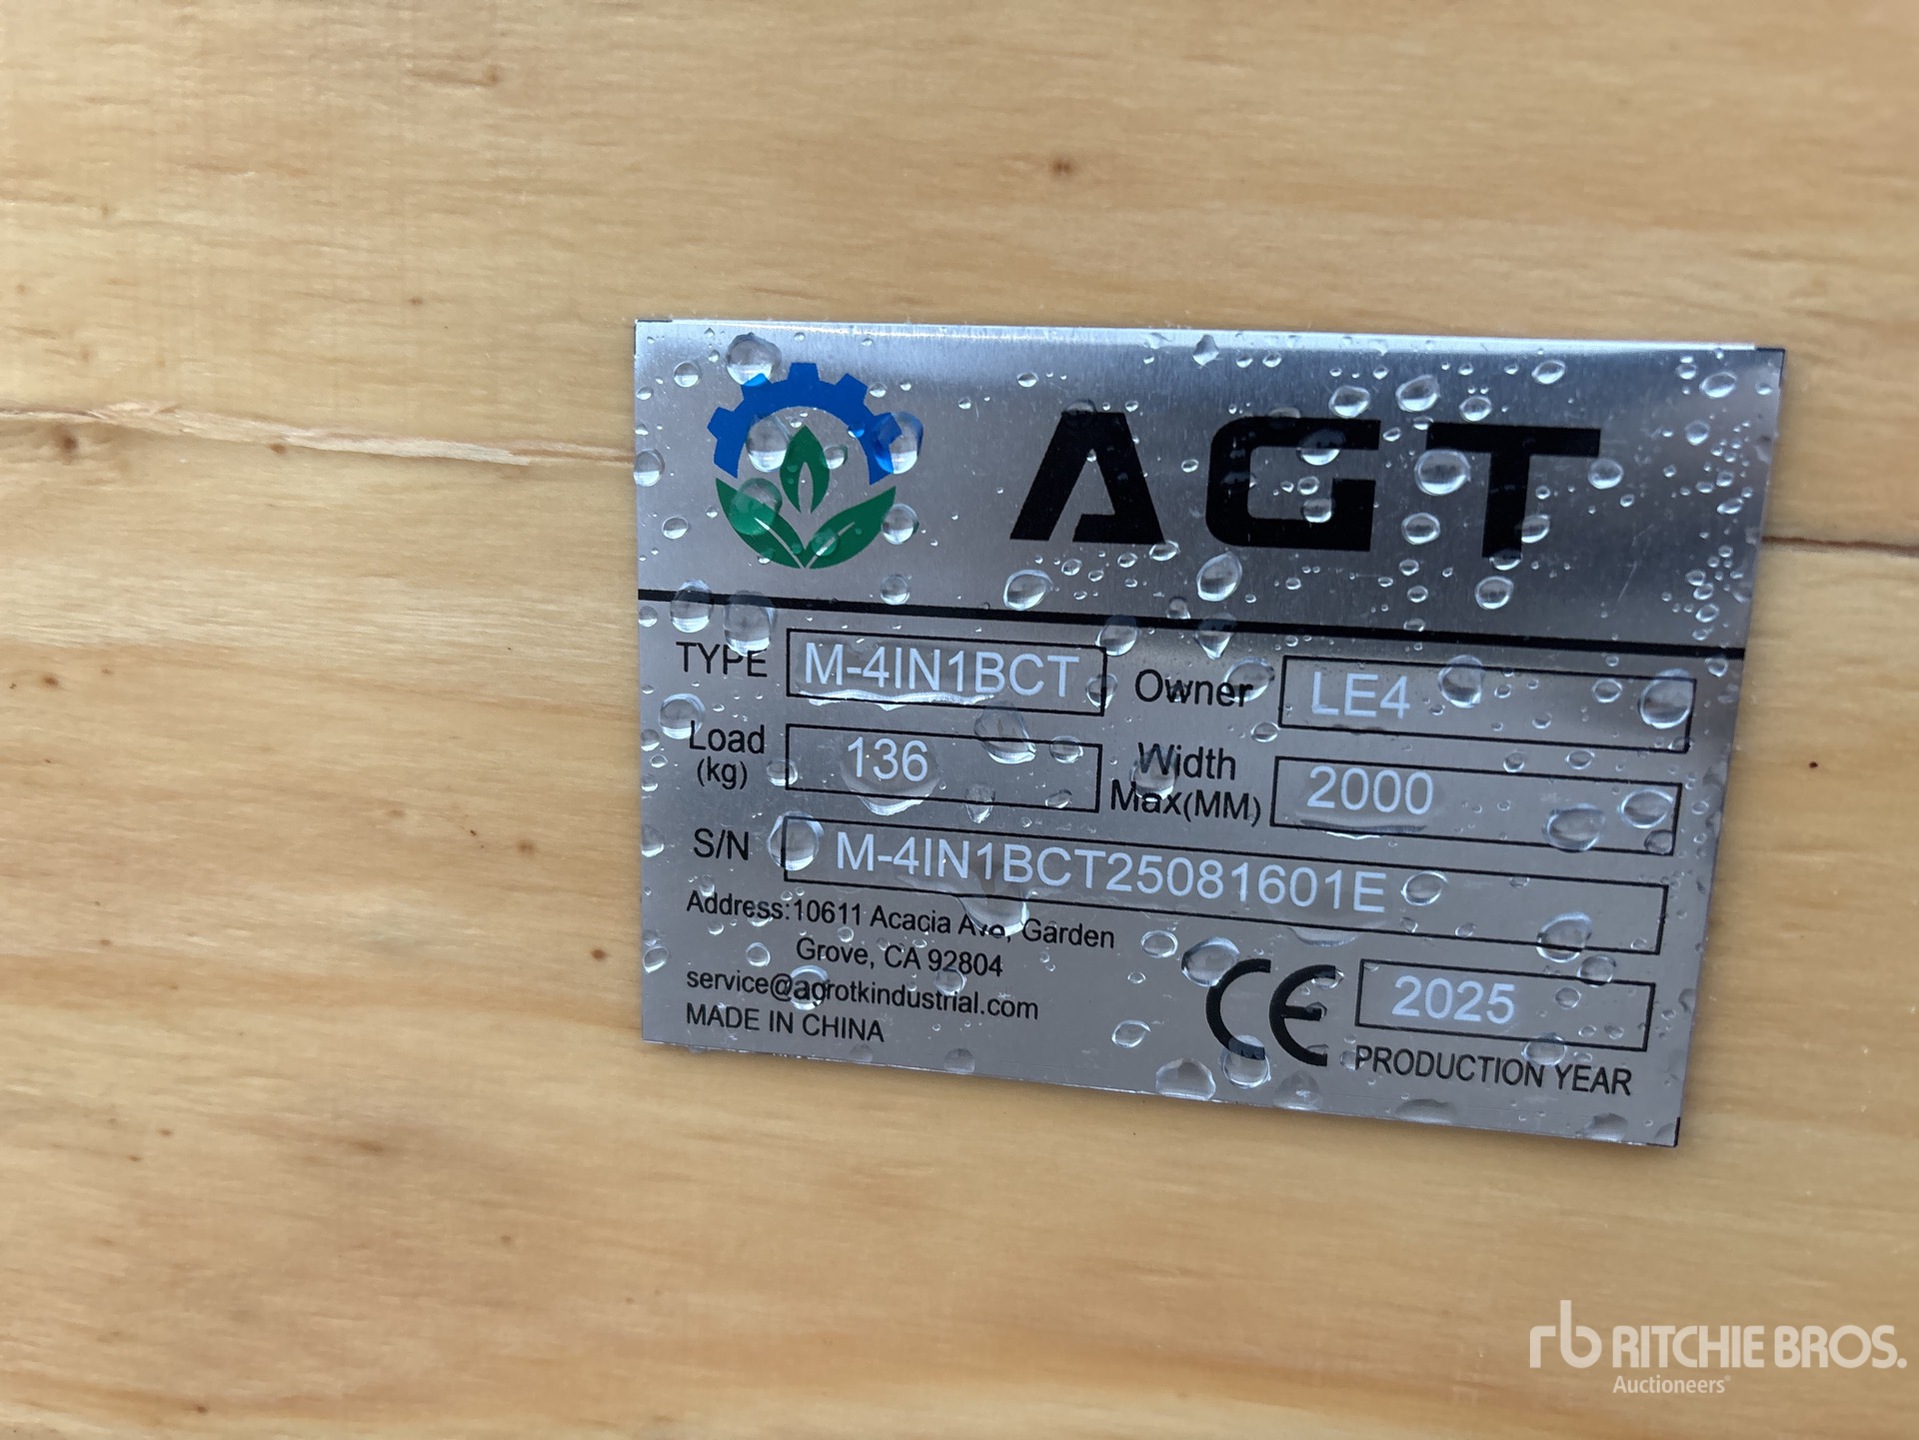 AGT
TYPE M-4IN1BCT Owner LE4
Load (kg) 136 Width Max(MM) 2000
S/N M-4IN1BCT25081601E
Address:10611 Acacia Ave, Garden
Grove, CA 92804
service@agrotkindustrial.com
MADE IN CHINA
CE 2025
PRODUCTION YEAR
rb RITCHIE BROS.
Auctioneers